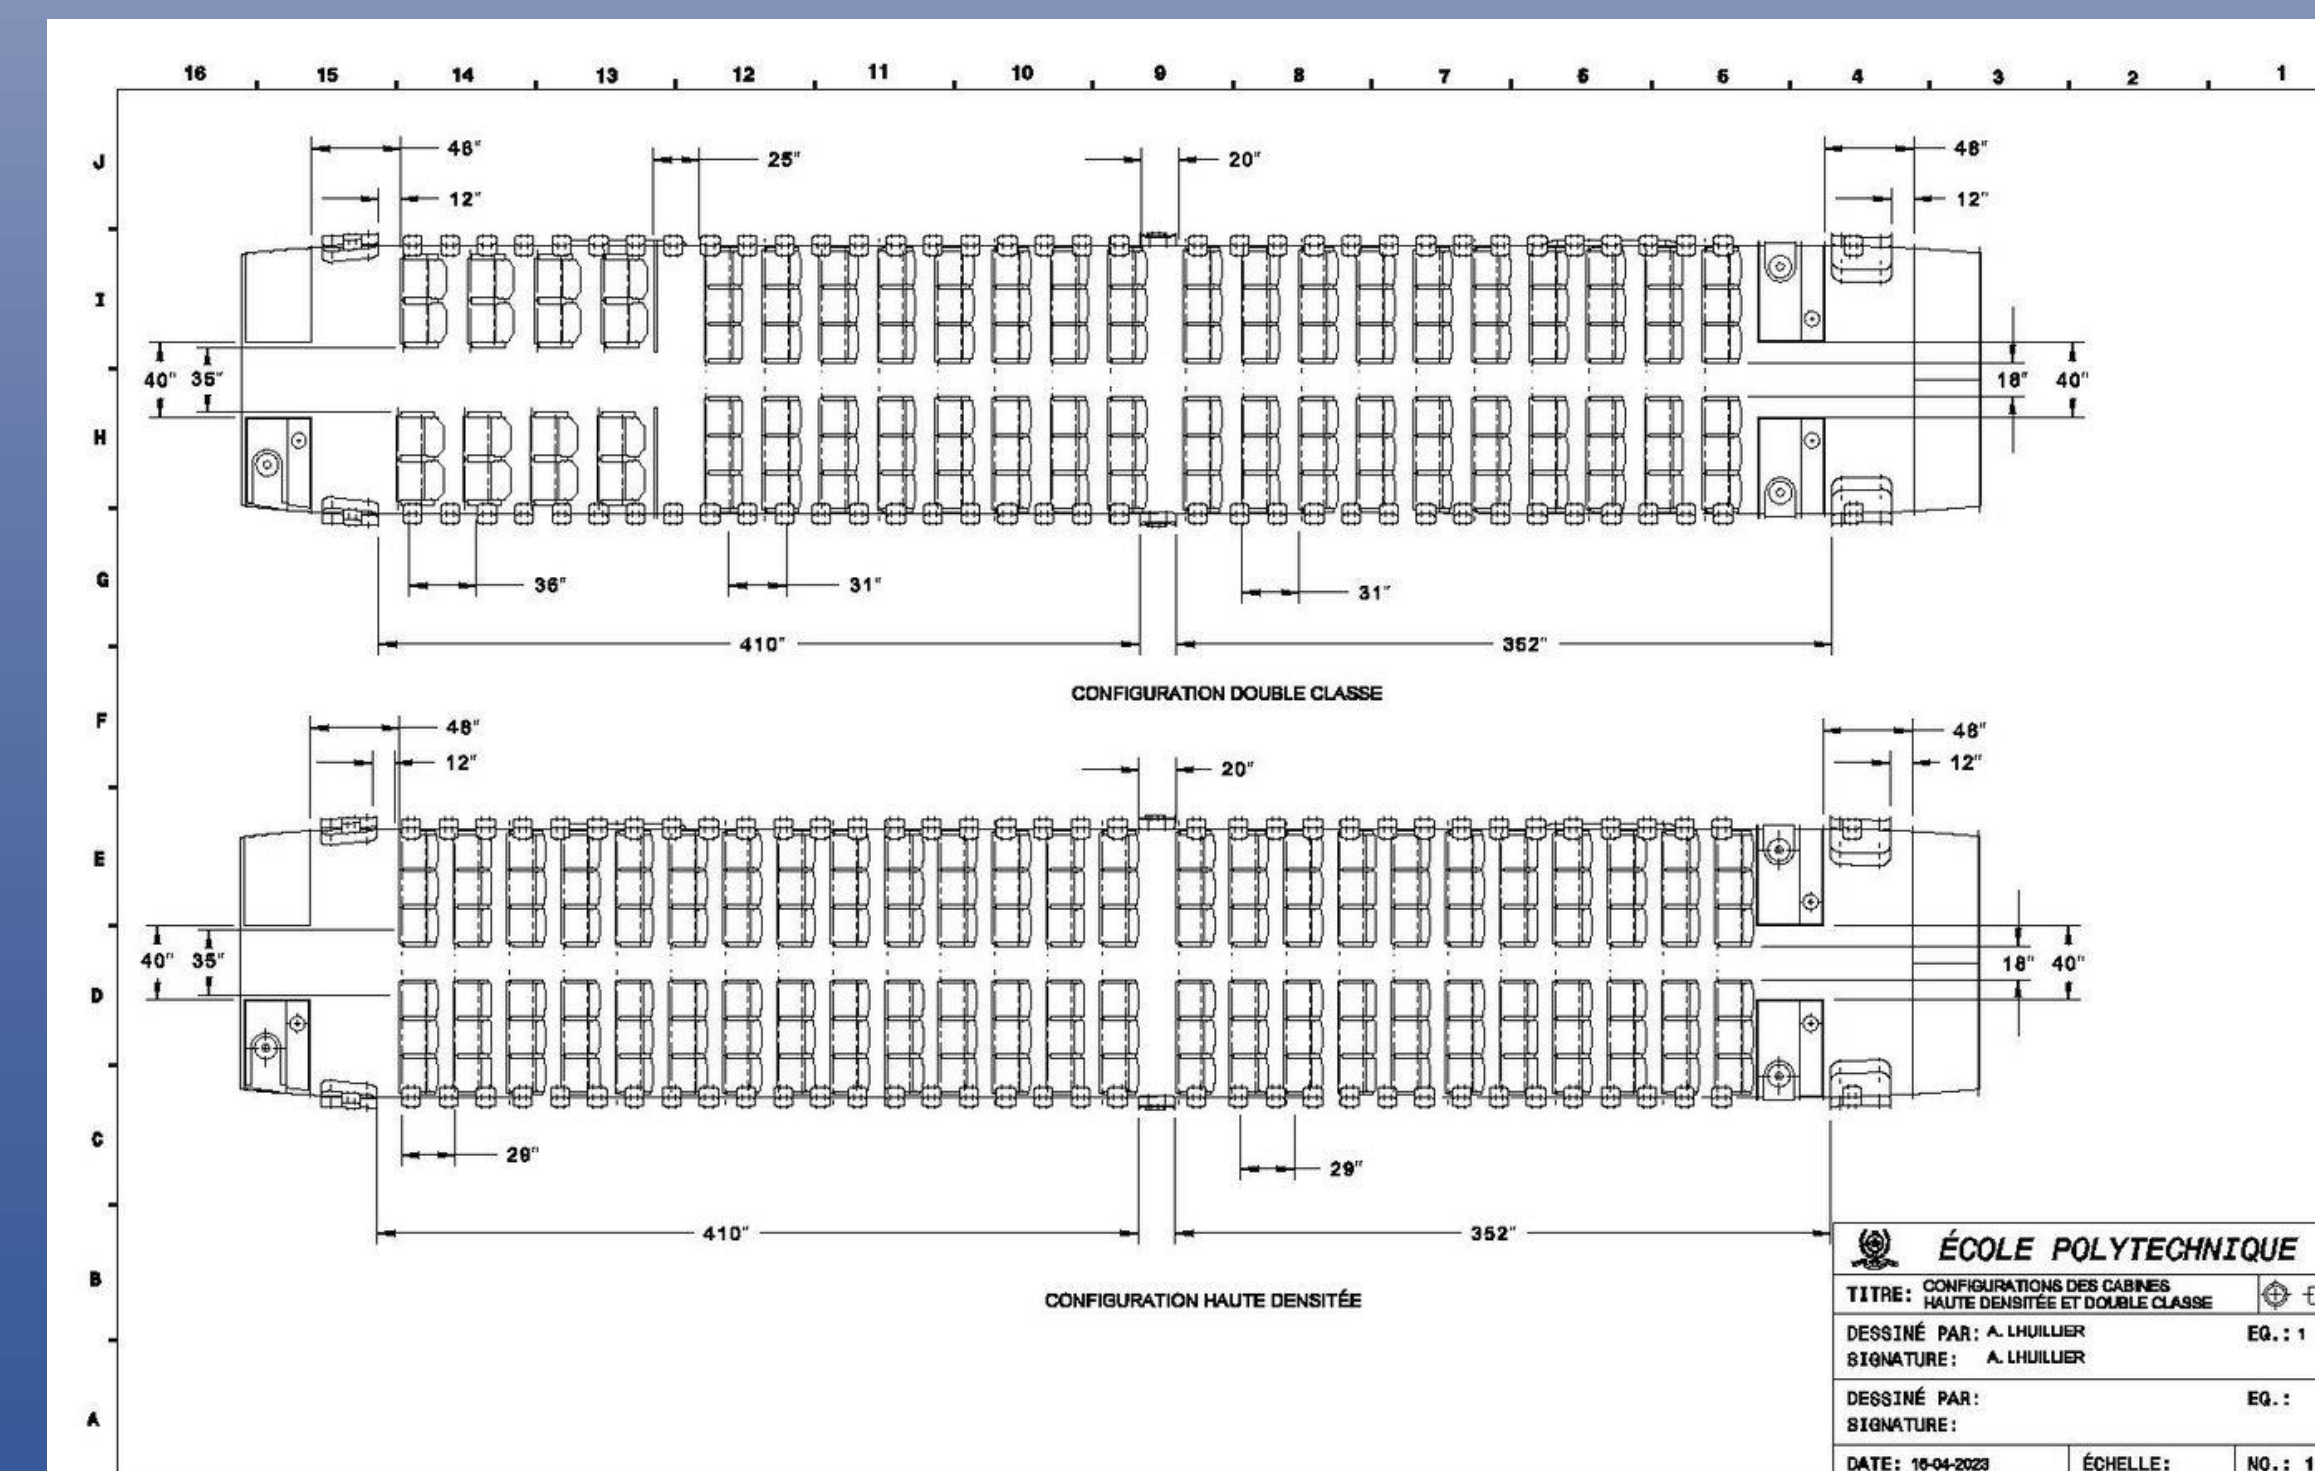 16 15 14 13 12 11 10 9 8 7 6 5 4 3 2 1
J
48" 25" 20" 48"
12" 12"
I
40" 35" 18" 40"
H
G
36" 31" 31"
410" 352"
CONFIGURATION DOUBLE CLASSE
F
48" 48"
12" 20" 12"
E
40" 35" 18" 40"
D
C
29" 29"
410" 352"
B
CONFIGURATION HAUTE DENSITÉE
A
ÉCOLE POLYTECHNIQUE
TITRE: CONFIGURATIONS DES CABINES
HAUTE DENSITÉE ET DOUBLE CLASSE
DESSINÉ PAR: A. LHUILLIER EQ.: 1
SIGNATURE: A. LHUILLIER
DESSINÉ PAR: EQ.:
SIGNATURE:
DATE: 16-04-2023 ÉCHELLE: NO.: 1